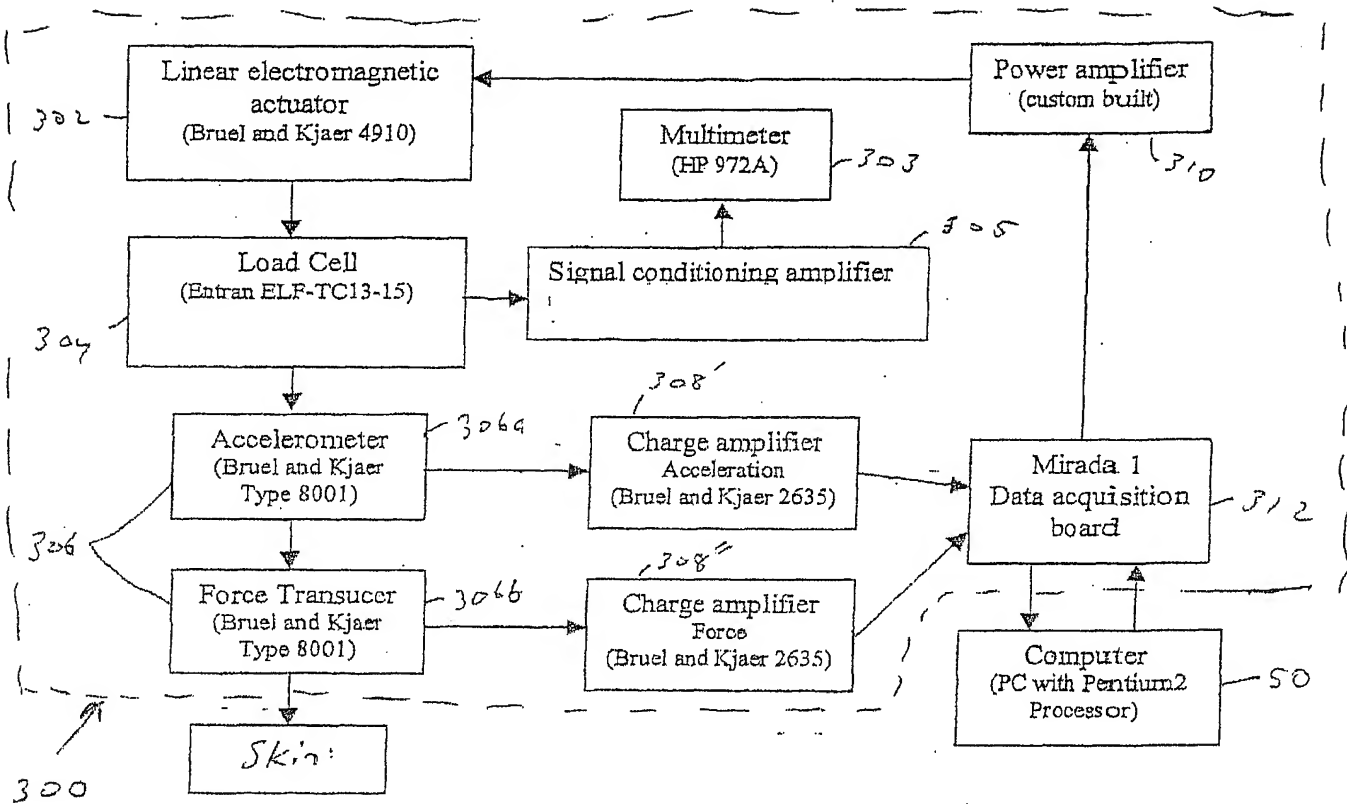 Linear electromagnetic
actuator
(Bruel and Kjaer 4910)
302
Power amplifier
(custom built)
310
Multimeter
(HP 972A)
303
Load Cell
(Entran ELF-TC13-15)
304
Signal conditioning amplifier
305
Accelerometer
(Bruel and Kjaer
Type 8001)
306a
Charge amplifier
Acceleration
(Bruel and Kjaer 2635)
308'
Mirada 1
Data acquisition
board
312
306
Force Transucer
(Bruel and Kjaer
Type 8001)
306b
Charge amplifier
Force
(Bruel and Kjaer 2635)
308"
Computer
(PC with Pentium2
Processor)
50
Skin
300